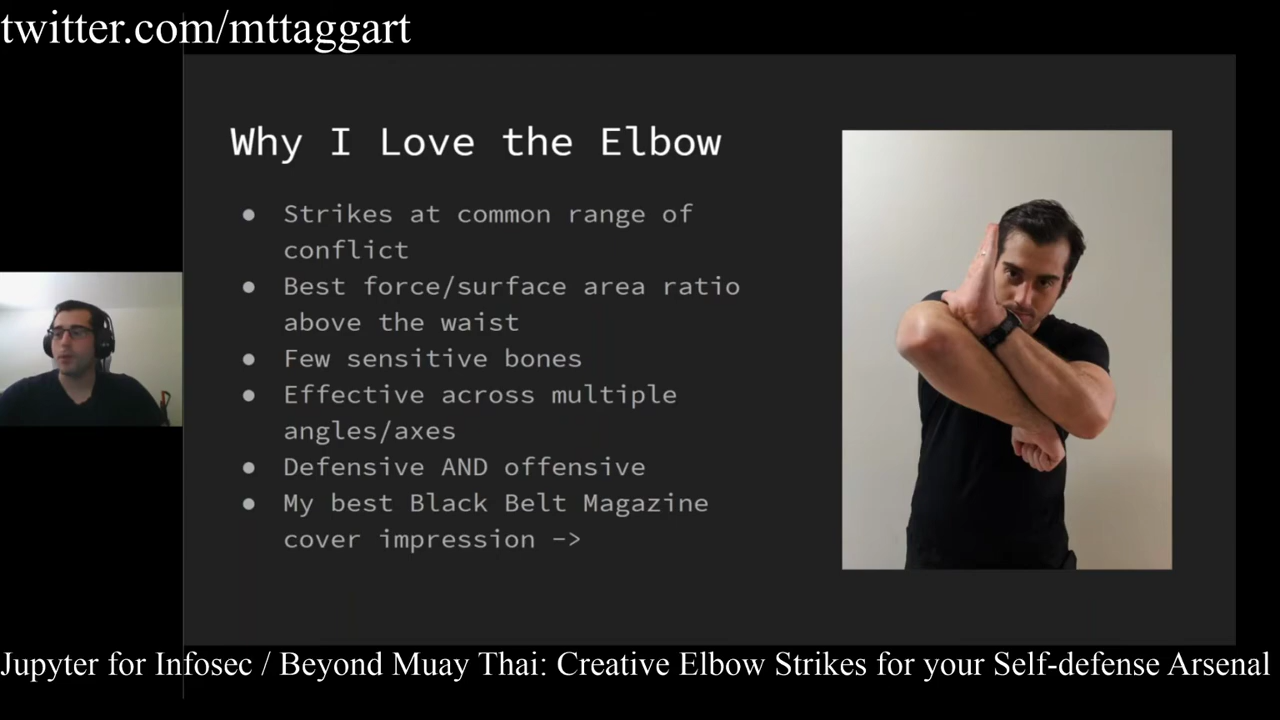 twitter.com/mttaggart
Why I Love the Elbow
● Strikes at common range of
conflict
● Best force/surface area ratio
above the waist
● Few sensitive bones
● Effective across multiple
angles/axes
● Defensive AND offensive
● My best Black Belt Magazine
cover impression ->
Jupyter for Infosec / Beyond Muay Thai: Creative Elbow Strikes for your Self-defense Arsenal